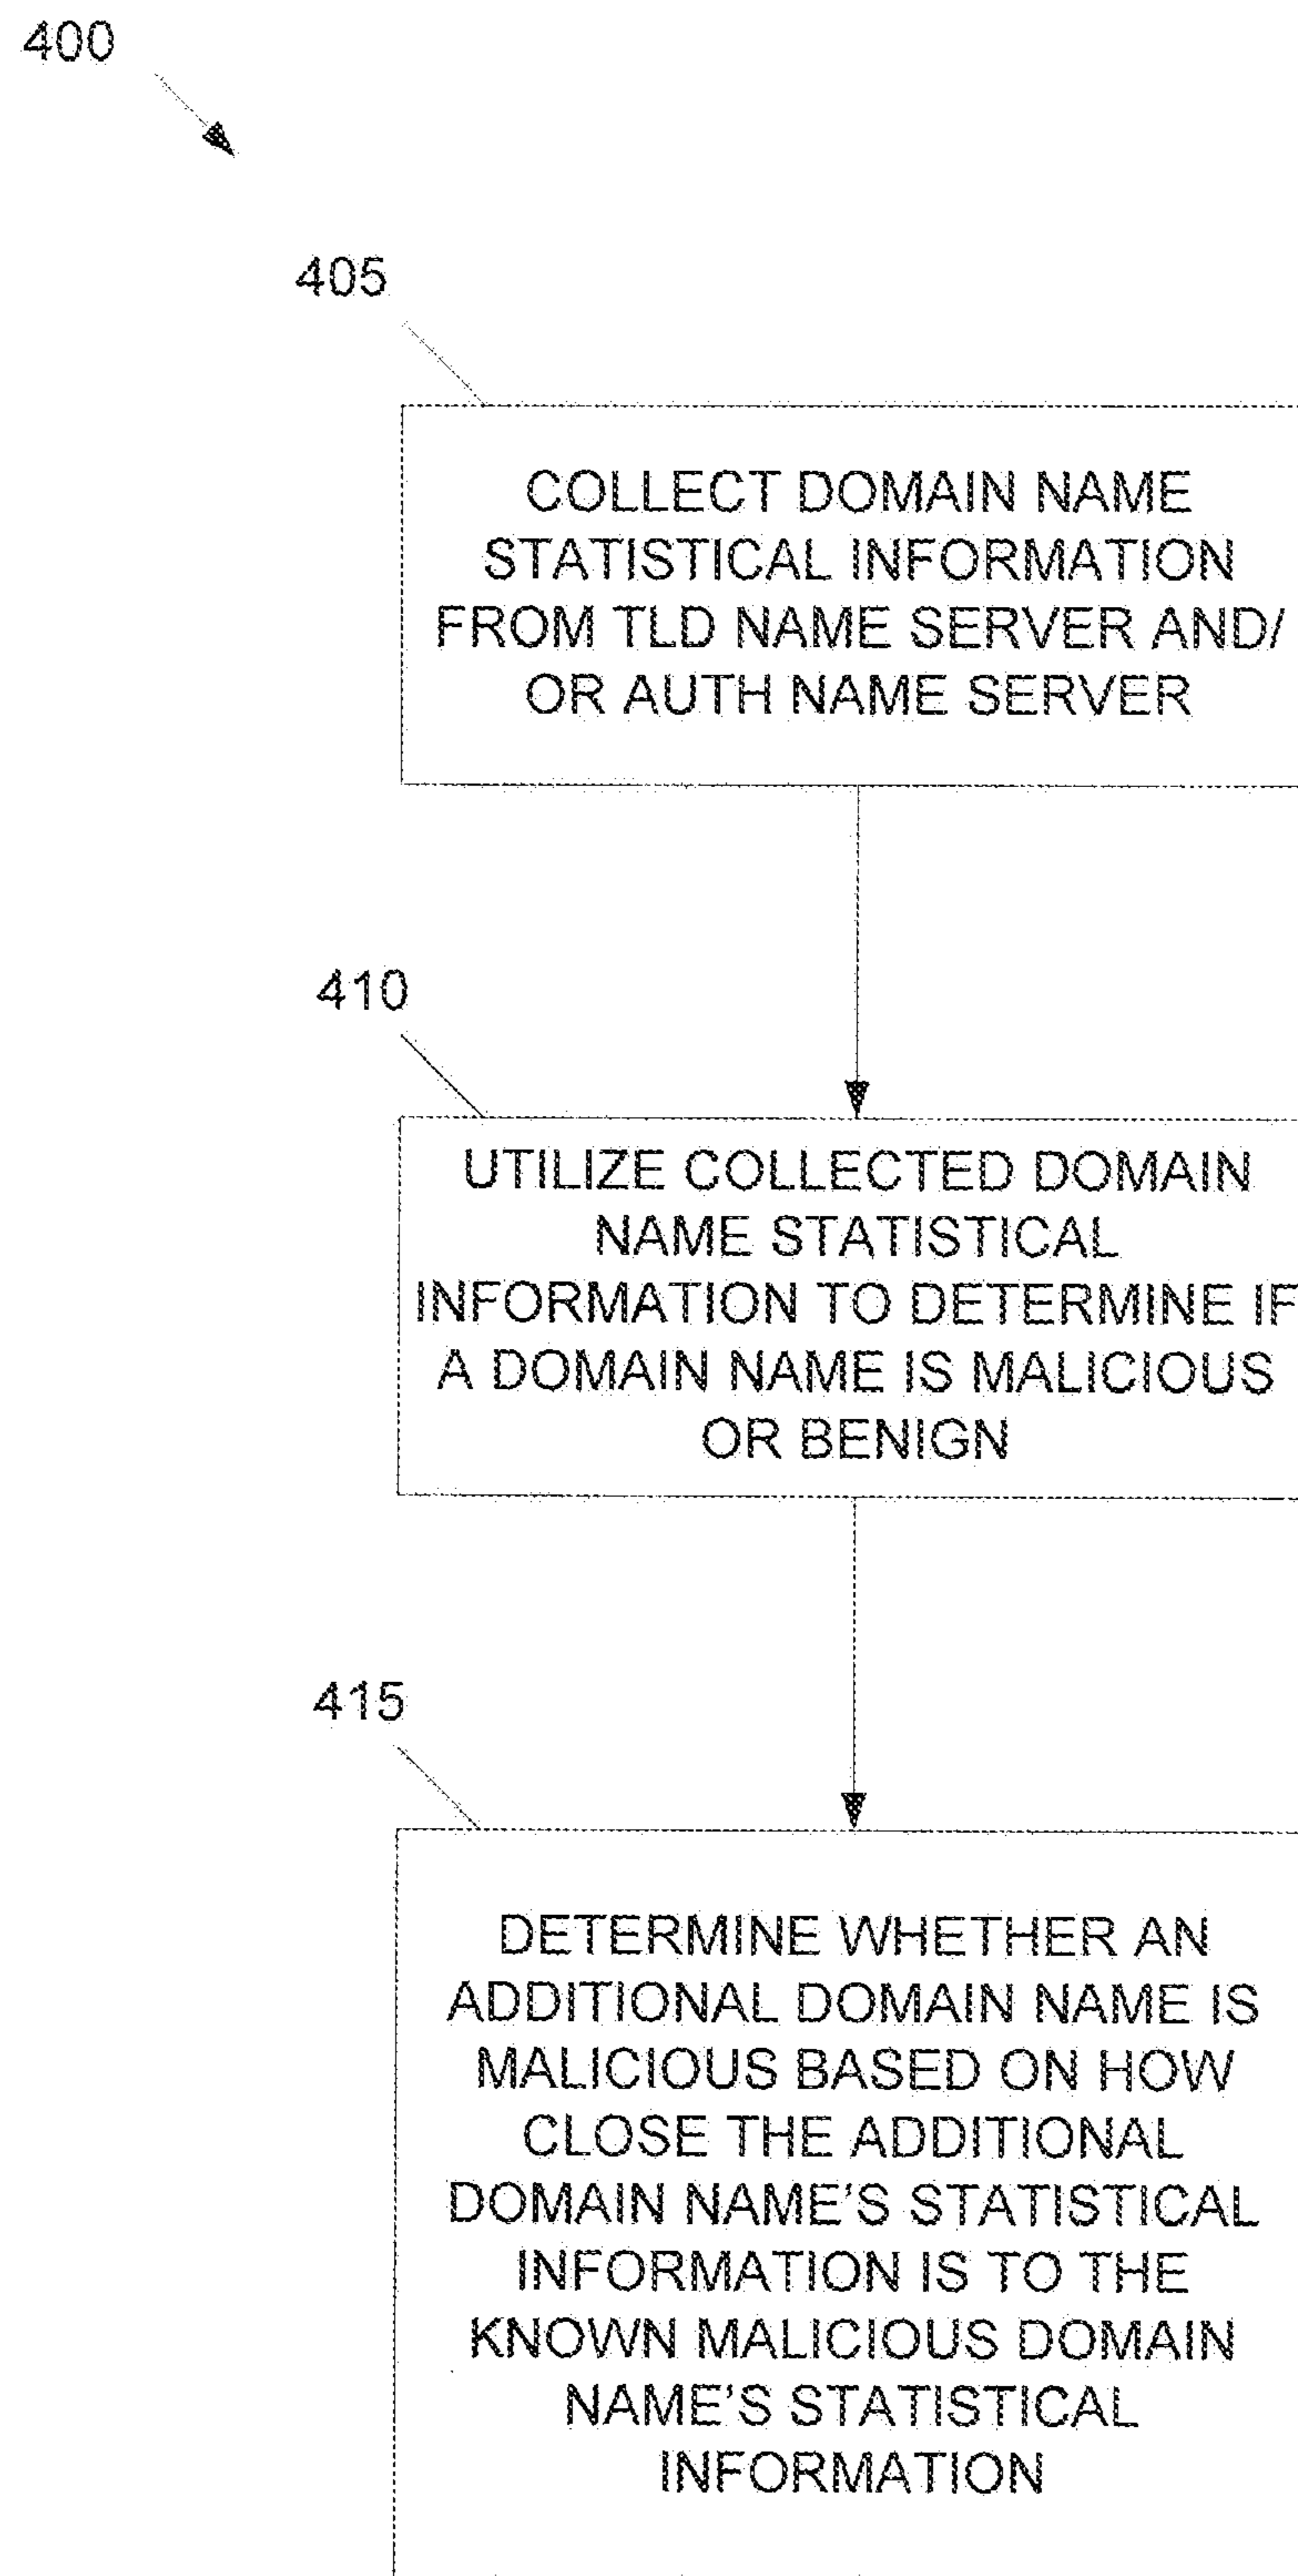 400
405
COLLECT DOMAIN NAME
STATISTICAL INFORMATION
FROM TLD NAME SERVER AND/
OR AUTH NAME SERVER
410
UTILIZE COLLECTED DOMAIN
NAME STATISTICAL
INFORMATION TO DETERMINE IF
A DOMAIN NAME IS MALICIOUS
OR BENIGN
415
DETERMINE WHETHER AN
ADDITIONAL DOMAIN NAME IS
MALICIOUS BASED ON HOW
CLOSE THE ADDITIONAL
DOMAIN NAME'S STATISTICAL
INFORMATION IS TO THE
KNOWN MALICIOUS DOMAIN
NAME'S STATISTICAL
INFORMATION